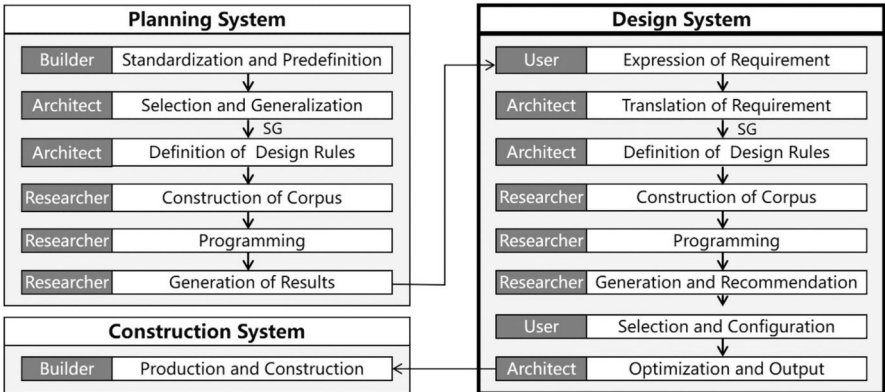 Planning System
Builder Standardization and Predefinition
Architect Selection and Generalization
SG
Architect Definition of Design Rules
Researcher Construction of Corpus
Researcher Programming
Researcher Generation of Results
Construction System
Builder Production and Construction
Design System
User Expression of Requirement
Architect Translation of Requirement
SG
Architect Definition of Design Rules
Researcher Construction of Corpus
Researcher Programming
Researcher Generation and Recommendation
User Selection and Configuration
Architect Optimization and Output